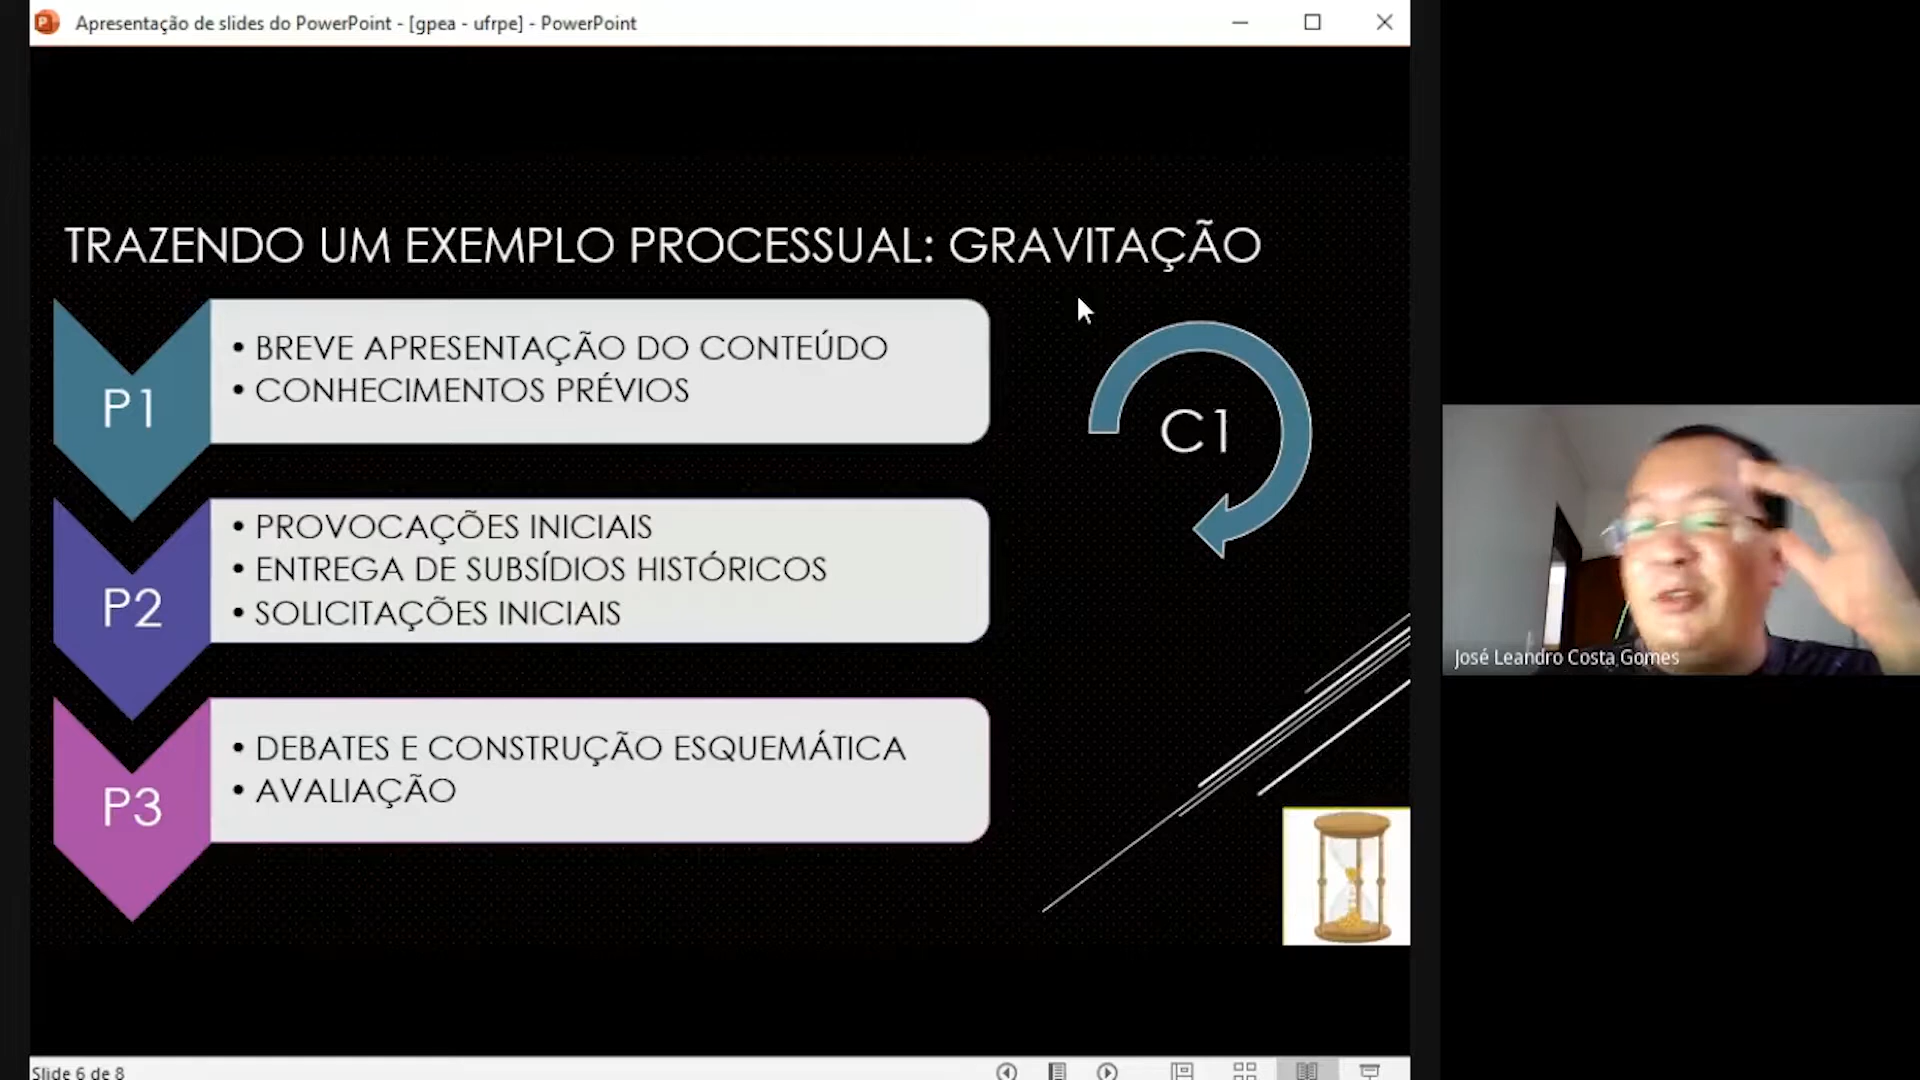 Apresentação de slides do PowerPoint - [gpea - ufrpe] - PowerPoint
TRAZENDO UM EXEMPLO PROCESSUAL: GRAVITAÇÃO
P1
• BREVE APRESENTAÇÃO DO CONTEÚDO
• CONHECIMENTOS PRÉVIOS
C1
P2
• PROVOCAÇÕES INICIAIS
• ENTREGA DE SUBSÍDIOS HISTÓRICOS
• SOLICITAÇÕES INICIAIS
P3
• DEBATES E CONSTRUÇÃO ESQUEMÁTICA
• AVALIAÇÃO
José Leandro Costa Gomes
Slide 6 de 8